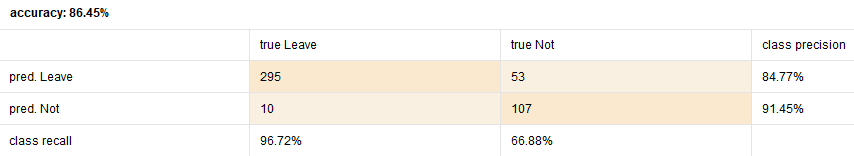 accuracy: 86.45%
true Leave true Not class precision
pred. Leave 295 53 84.77%
pred. Not 10 107 91.45%
class recall 96.72% 66.88%